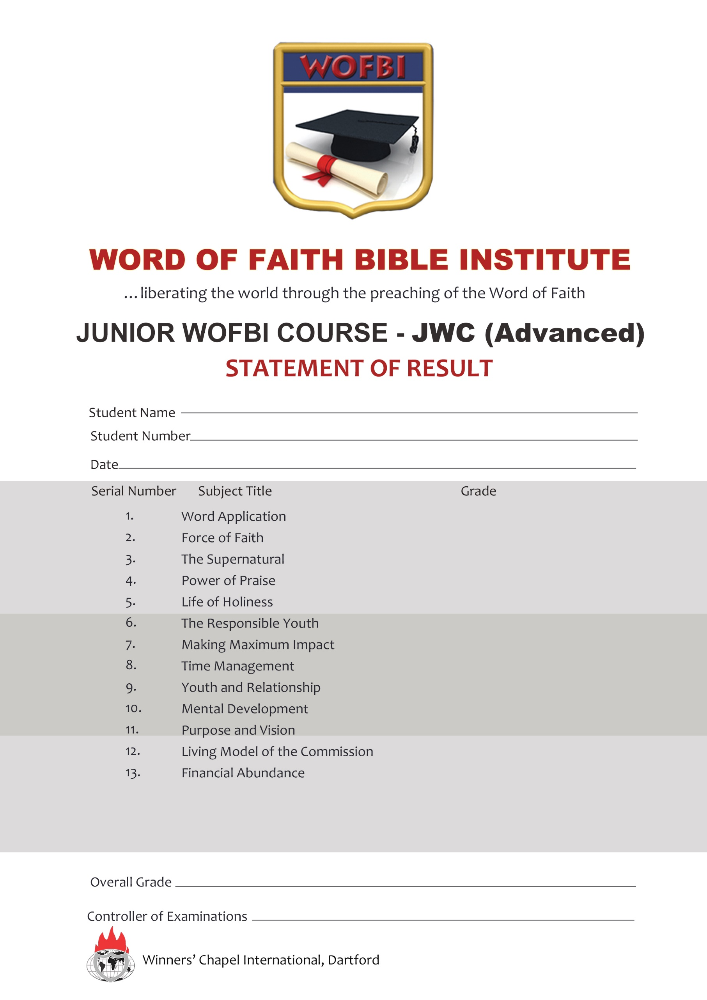 WOFBI
WORD OF FAITH BIBLE INSTITUTE
...liberating the world through the preaching of the Word of Faith
JUNIOR WOFBI COURSE - JWC (Advanced)
STATEMENT OF RESULT
Student Name
Student Number
Date
Serial Number Subject Title Grade
1. Word Application
2. Force of Faith
3. The Supernatural
4. Power of Praise
5. Life of Holiness
6. The Responsible Youth
7. Making Maximum Impact
8. Time Management
9. Youth and Relationship
10. Mental Development
11. Purpose and Vision
12. Living Model of the Commission
13. Financial Abundance
Overall Grade
Controller of Examinations
Winners’ Chapel International, Dartford